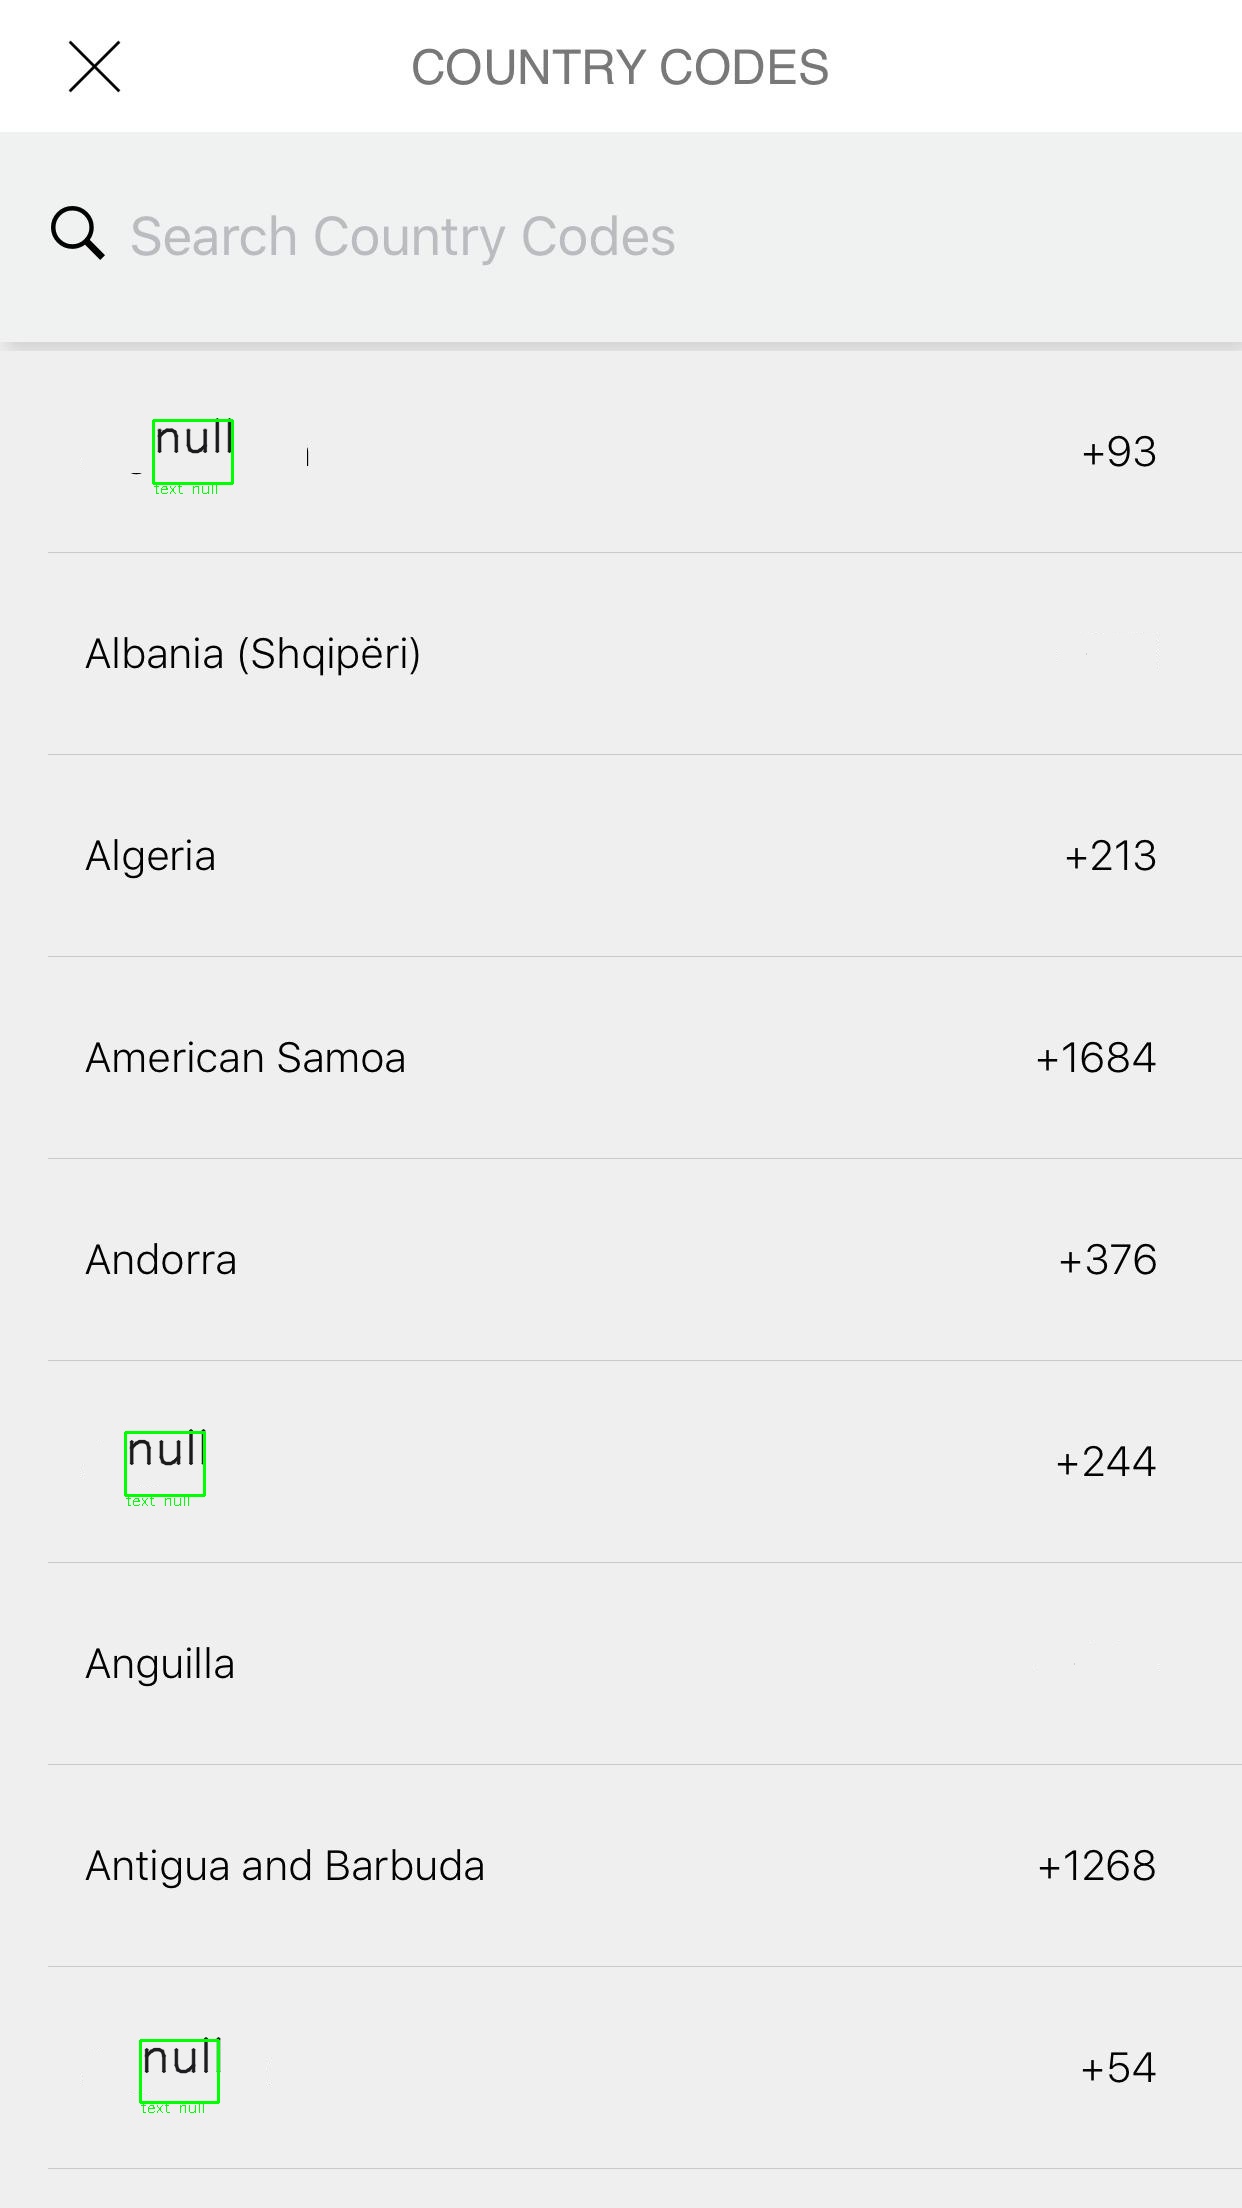 COUNTRY CODES
Search Country Codes
null +93
text null
Albania (Shqipëri)
Algeria +213
American Samoa +1684
Andorra +376
null +244
text null
Anguilla
Antigua and Barbuda +1268
null +54
text null